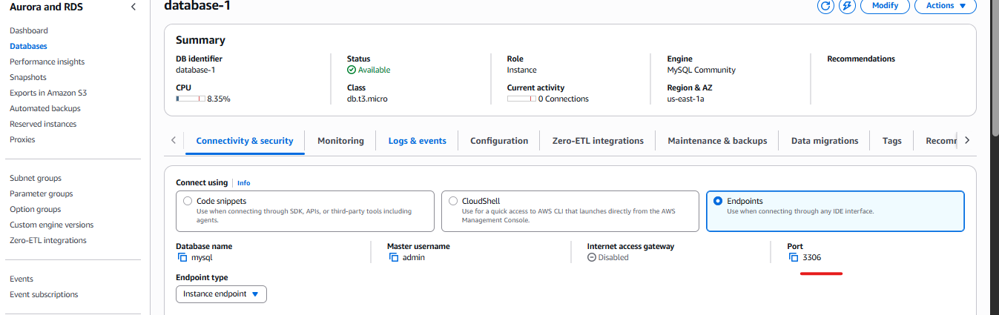 Aurora and RDS
Dashboard
Databases
Performance insights
Snapshots
Exports in Amazon S3
Automated backups
Reserved instances
Proxies
Subnet groups
Parameter groups
Option groups
Custom engine versions
Zero-ETL integrations
Events
Event subscriptions
database-1
Modify
Actions
Summary
DB identifier
database-1
Status
Available
Role
Instance
Engine
MySQL Community
Recommendations
CPU
8.35%
Class
db.t3.micro
Current activity
0 Connections
Region & AZ
us-east-1a
Connectivity & security
Monitoring
Logs & events
Configuration
Zero-ETL integrations
Maintenance & backups
Data migrations
Tags
Recomm
Connect using
Info
Code snippets
Use when connecting through SDK, APIs, or third-party tools including
agents.
CloudShell
Use for a quick access to AWS CLI that launches directly from the AWS
Management Console.
Endpoints
Use when connecting through any IDE interface.
Database name
mysql
Master username
admin
Internet access gateway
Disabled
Port
3306
Endpoint type
Instance endpoint